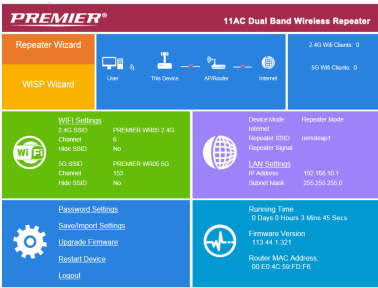 PREMIER®
11AC Dual Band Wireless Repeater
Repeater Wizard
WISP Wizard
User
This Device
AP/Router
Internet
2.4G Wifi Clients: 0
5G Wifi Clients: 0
WiFi
WIFI Settings
2.4G SSID PREMIER WR05 2.4G
Channel 6
Hide SSID No
5G SSID PREMIER WR05 5G
Channel 153
Hide SSID No
Device Mode Repeater Mode
Internet
Repeater SSID remoteap1
Repeater Signal
LAN Settings
IP Address 192.168.10.1
Subnet Mask 255.255.255.0
Password Settings
Save/Import Settings
Upgrade Firmware
Restart Device
Logout
Running Time
0 Days 0 Hours 3 Mins 45 Secs
Firmware Version
113.44.1.321
Router MAC Address:
00:E0:4C:59:FD:F6